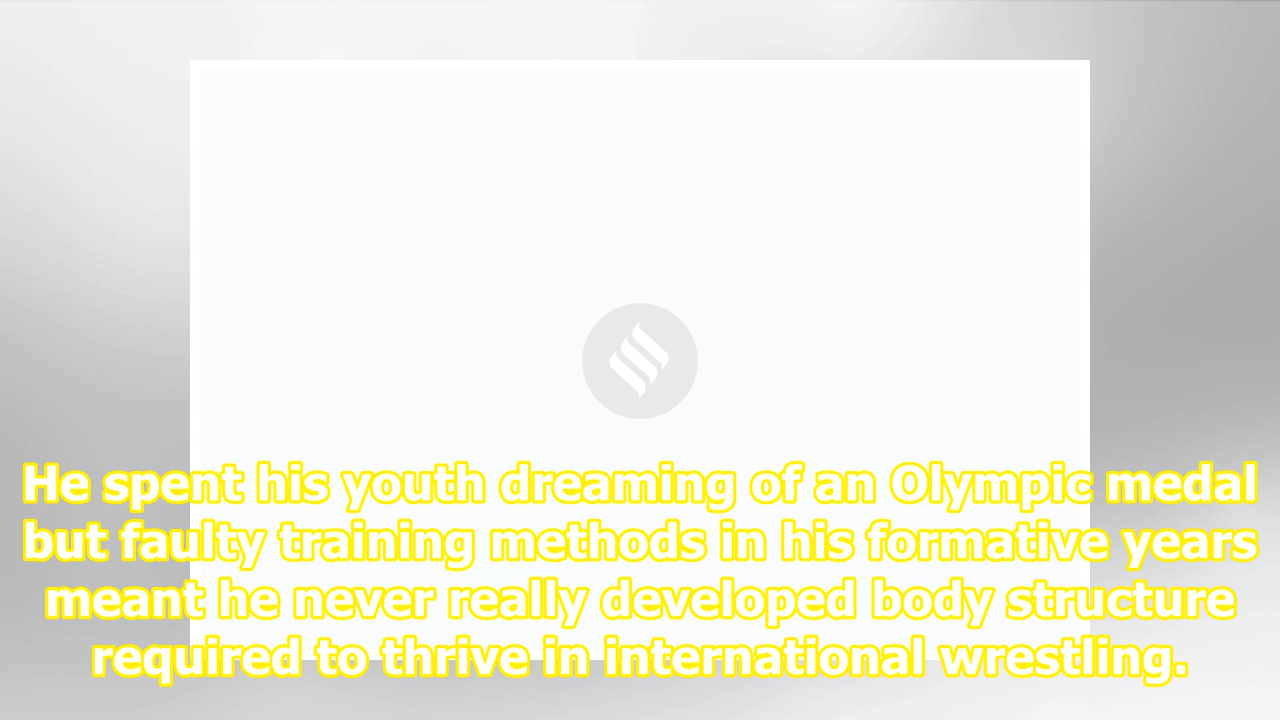 He spent his youth dreaming of an Olympic medal
but faulty training methods in his formative years
meant he never really developed body structure
required to thrive in international wrestling.